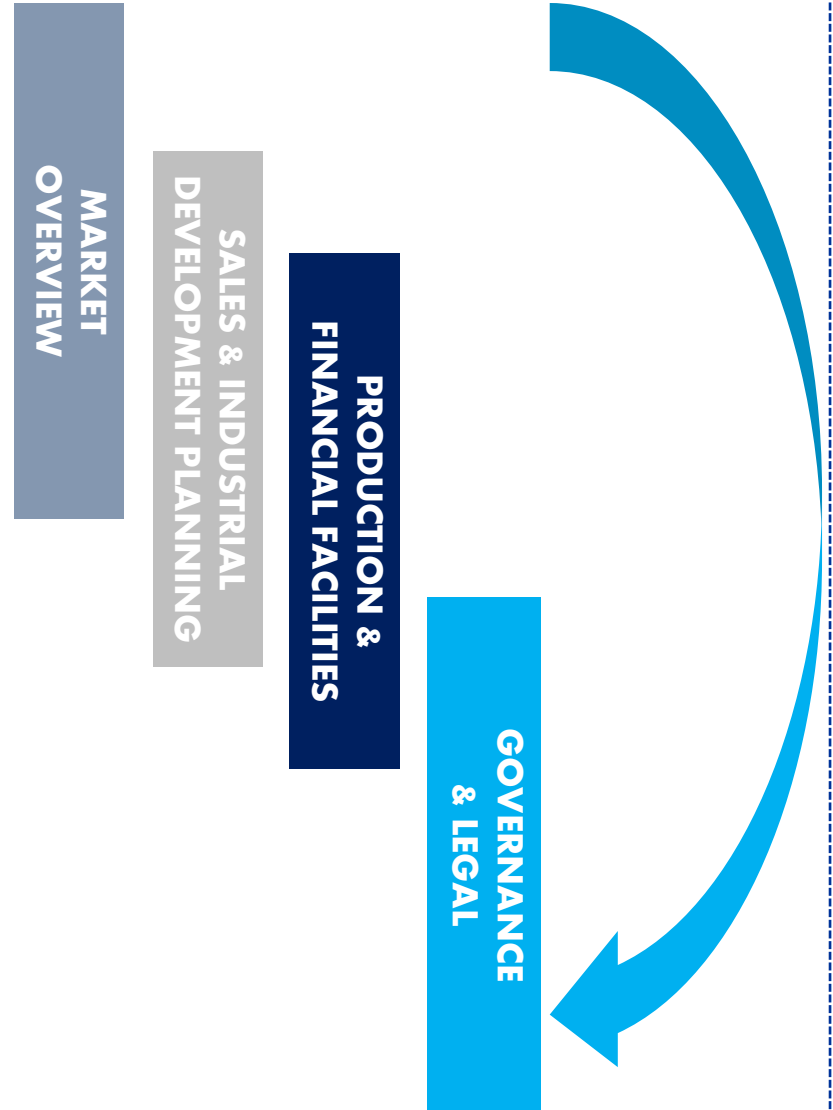 GOVERNANCE
& LEGAL
PRODUCTION &
FINANCIAL FACILITIES
SALES & INDUSTRIAL
DEVELOPMENT PLANNING
MARKET
OVERVIEW